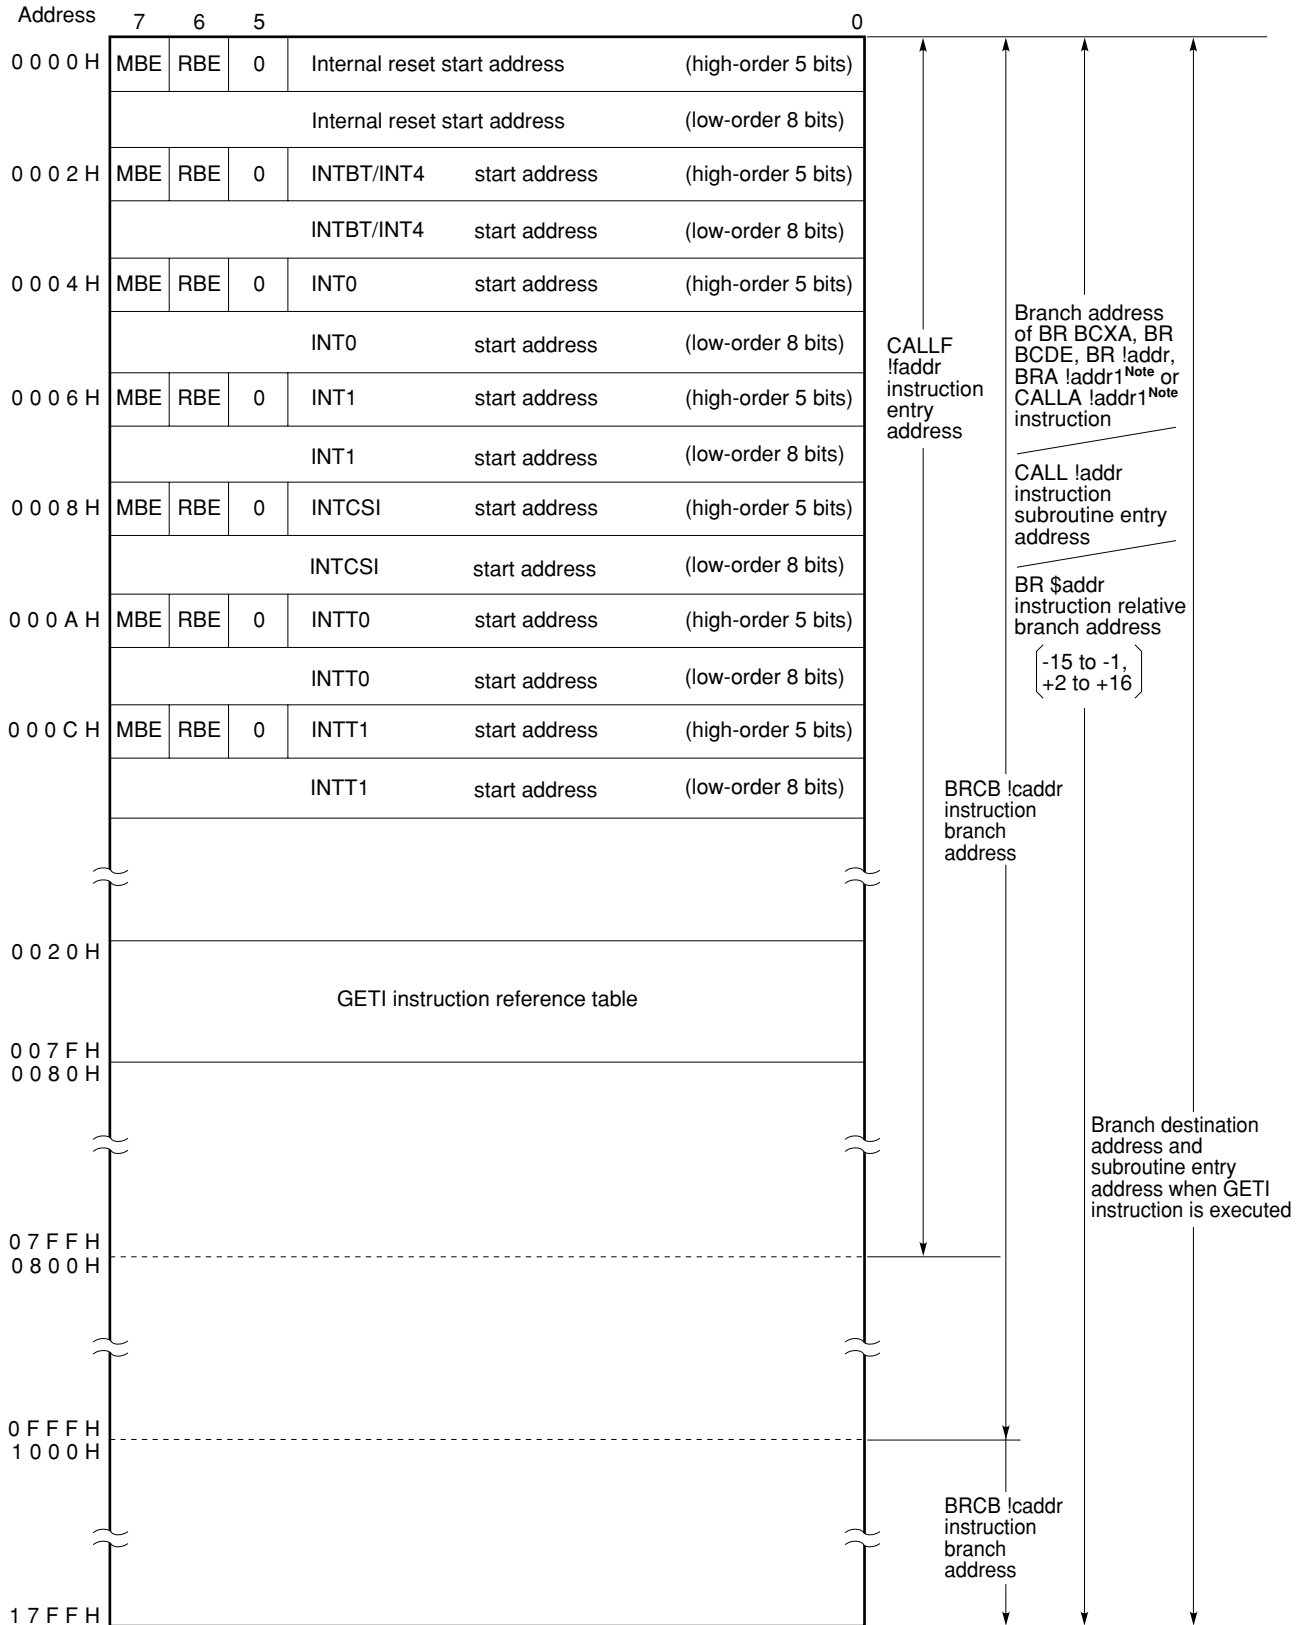 Address 7 6 5 0
0000H MBE RBE 0 Internal reset start address (high-order 5 bits)
Internal reset start address (low-order 8 bits)
0002H MBE RBE 0 INTBT/INT4 start address (high-order 5 bits)
INTBT/INT4 start address (low-order 8 bits)
0004H MBE RBE 0 INT0 start address (high-order 5 bits)
INT0 start address (low-order 8 bits)
0006H MBE RBE 0 INT1 start address (high-order 5 bits)
INT1 start address (low-order 8 bits)
0008H MBE RBE 0 INTCSI start address (high-order 5 bits)
INTCSI start address (low-order 8 bits)
000AH MBE RBE 0 INTT0 start address (high-order 5 bits)
INTT0 start address (low-order 8 bits)
000CH MBE RBE 0 INTT1 start address (high-order 5 bits)
INTT1 start address (low-order 8 bits)
0020H
GETI instruction reference table
007FH
0080H
07FFH
0800H
0FFFH
1000H
17FFH
CALLF
!faddr
instruction
entry
address
BRCB !caddr
instruction
branch
address
BRCB !caddr
instruction
branch
address
Branch address
of BR BCXA, BR
BCDE, BR !addr,
BRA !addr1Note or
CALLA !addr1Note
instruction
CALL !addr
instruction
subroutine entry
address
BR $addr
instruction relative
branch address
-15 to -1,
+2 to +16
Branch destination
address and
subroutine entry
address when GETI
instruction is executed